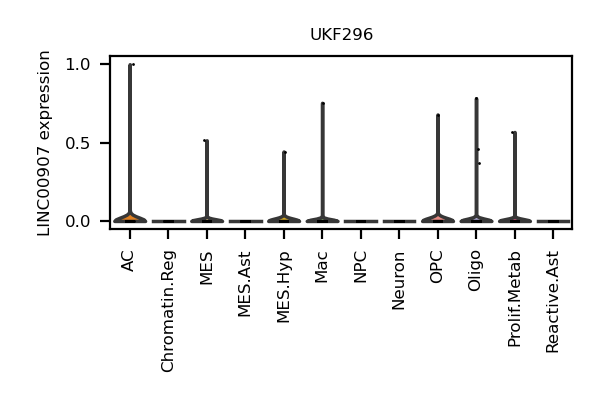 UKF296
LINC00907 expression
1.0
0.5
0.0
AC
Chromatin.Reg
MES
MES.Ast
MES.Hyp
Mac
NPC
Neuron
OPC
Oligo
Prolif.Metab
Reactive.Ast